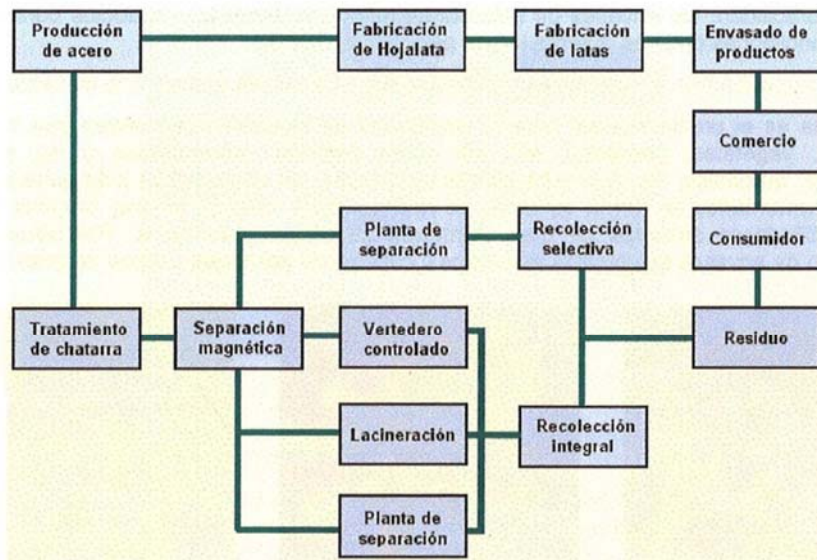 Producción
de acero
Fabricación
de Hojalata
Fabricación
de latas
Envasado de
productos
Comercio
Planta de
separación
Recolección
selectiva
Consumidor
Tratamiento
de chatarra
Separación
magnética
Vertedero
controlado
Residuo
Lacineración
Recolección
integral
Planta de
separación